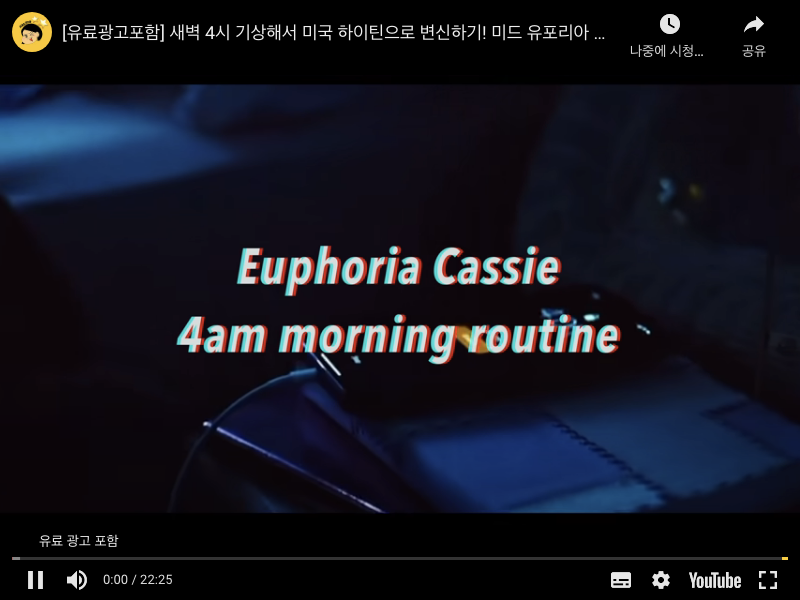 [유료광고포함] 새벽 4시 기상해서 미국 하이틴으로 변신하기! 미드 유포리아 ...
나중에 시청...
공유
Euphoria Cassie
4am morning routine
유료 광고 포함
0:00 / 22:25
YouTube